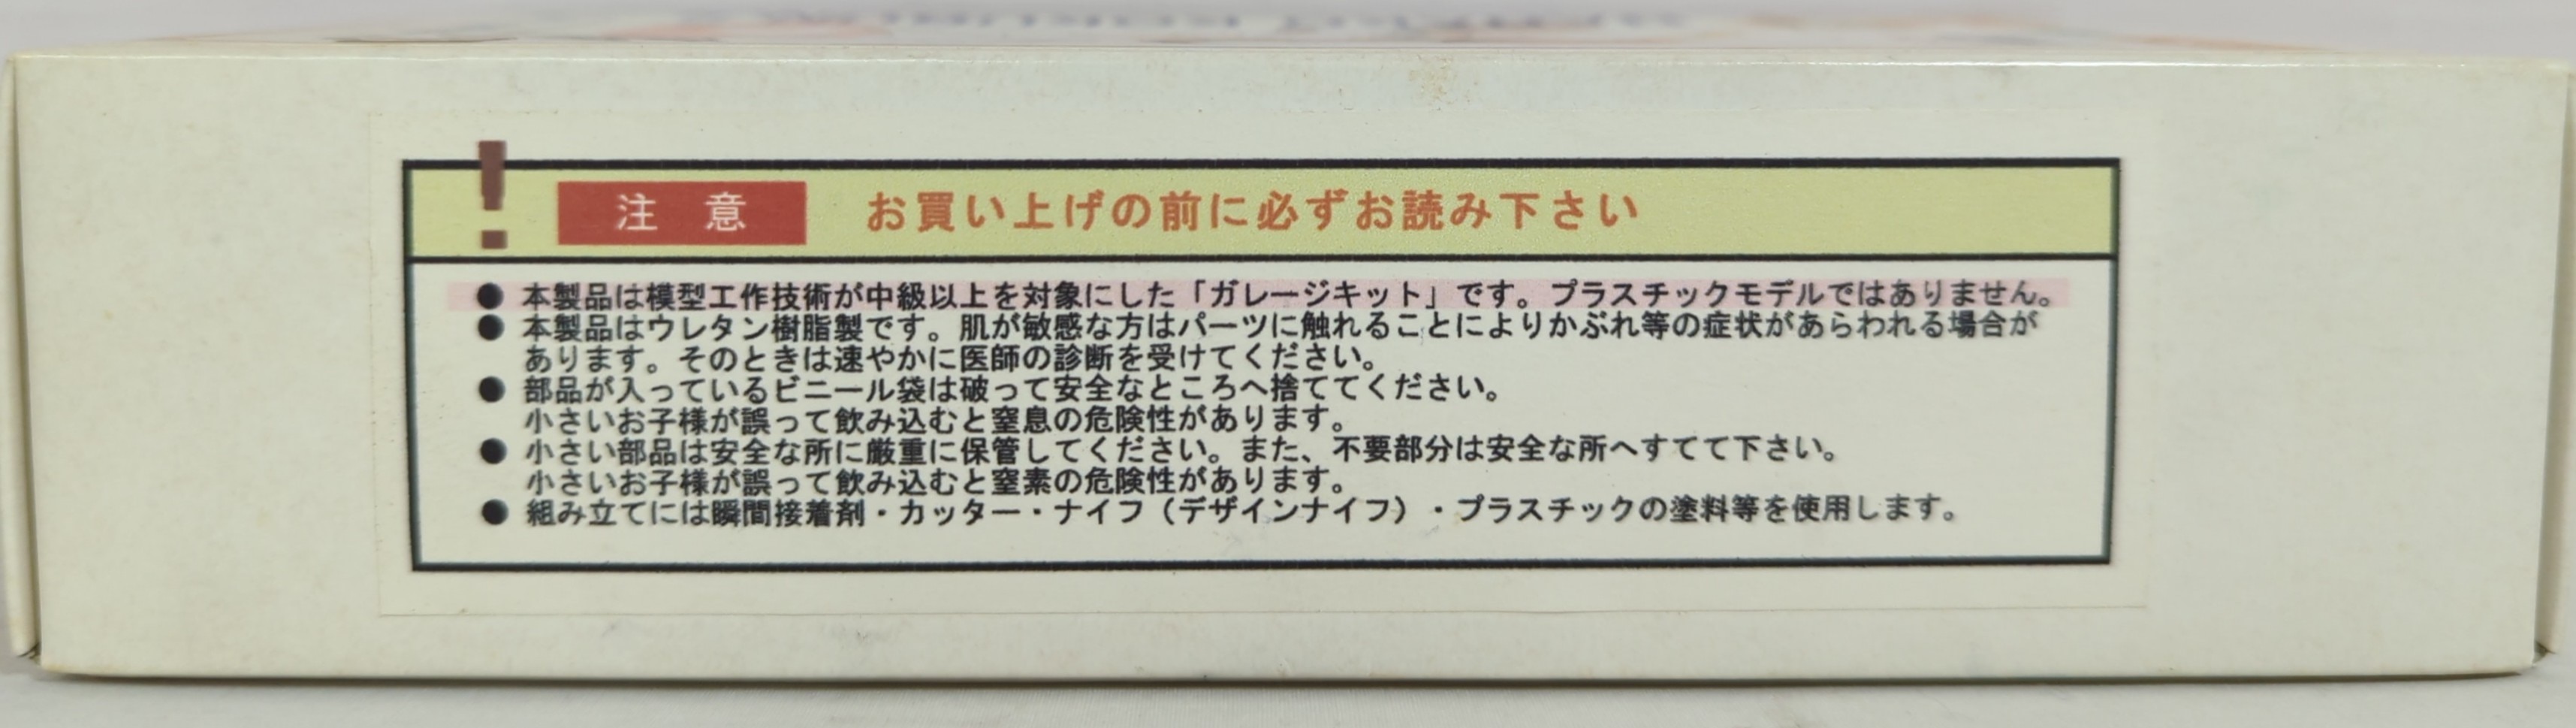 ! 注 意 お買い上げの前に必ずお読み下さい
● 本製品は模型工作技術が中級以上を対象にした「ガレージキット」です。プラスチックモデルではありません。
● 本製品はウレタン樹脂製です。肌が敏感な方はパーツに触れることによりかぶれ等の症状があらわれる場合が
あります。そのときは速やかに医師の診断を受けてください。
● 部品が入っているビニール袋は破って安全なところへ捨ててください。
小さいお子様が誤って飲み込むと窒息の危険性があります。
● 小さい部品は安全な所に厳重に保管してください。また、不要部分は安全な所へすてて下さい。
小さいお子様が誤って飲み込むと窒素の危険性があります。
● 組み立てには瞬間接着剤・カッター・ナイフ（デザインナイフ）・プラスチックの塗料等を使用します。